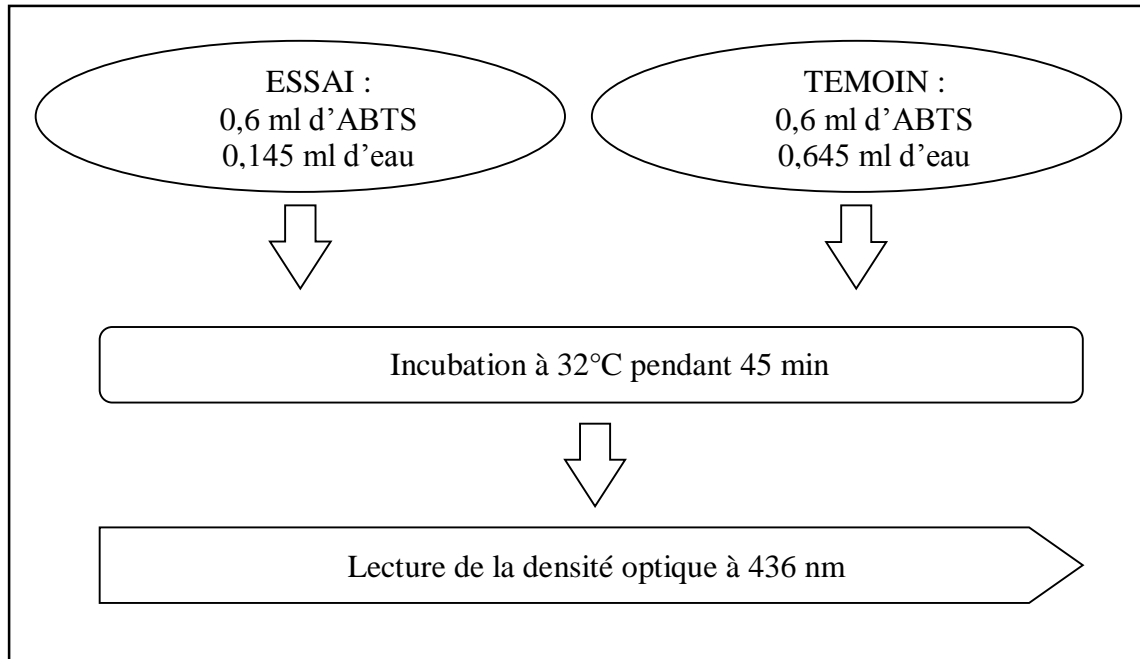 ESSAI :
0,6 ml d’ABTS
0,145 ml d’eau
TEMOIN :
0,6 ml d’ABTS
0,645 ml d’eau
Incubation à 32°C pendant 45 min
Lecture de la densité optique à 436 nm